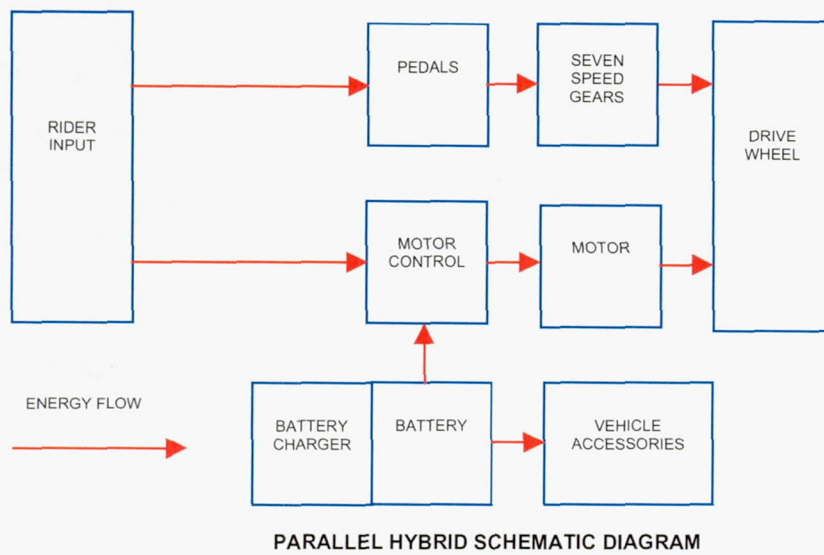 RIDER
INPUT
PEDALS
SEVEN
SPEED
GEARS
DRIVE
WHEEL
MOTOR
CONTROL
MOTOR
ENERGY FLOW
BATTERY
CHARGER
BATTERY
VEHICLE
ACCESSORIES
PARALLEL HYBRID SCHEMATIC DIAGRAM